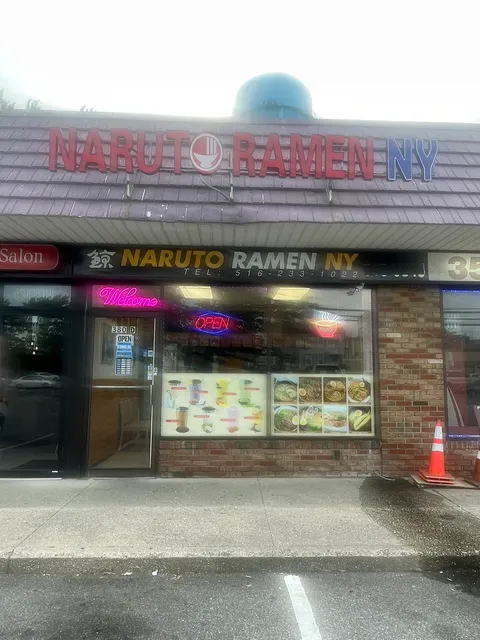 NARUTO RAMEN NY
Salon
NARUTO RAMEN NY
TEL. 516-233-1022
35
Welcome
OPEN
380 D
OPEN